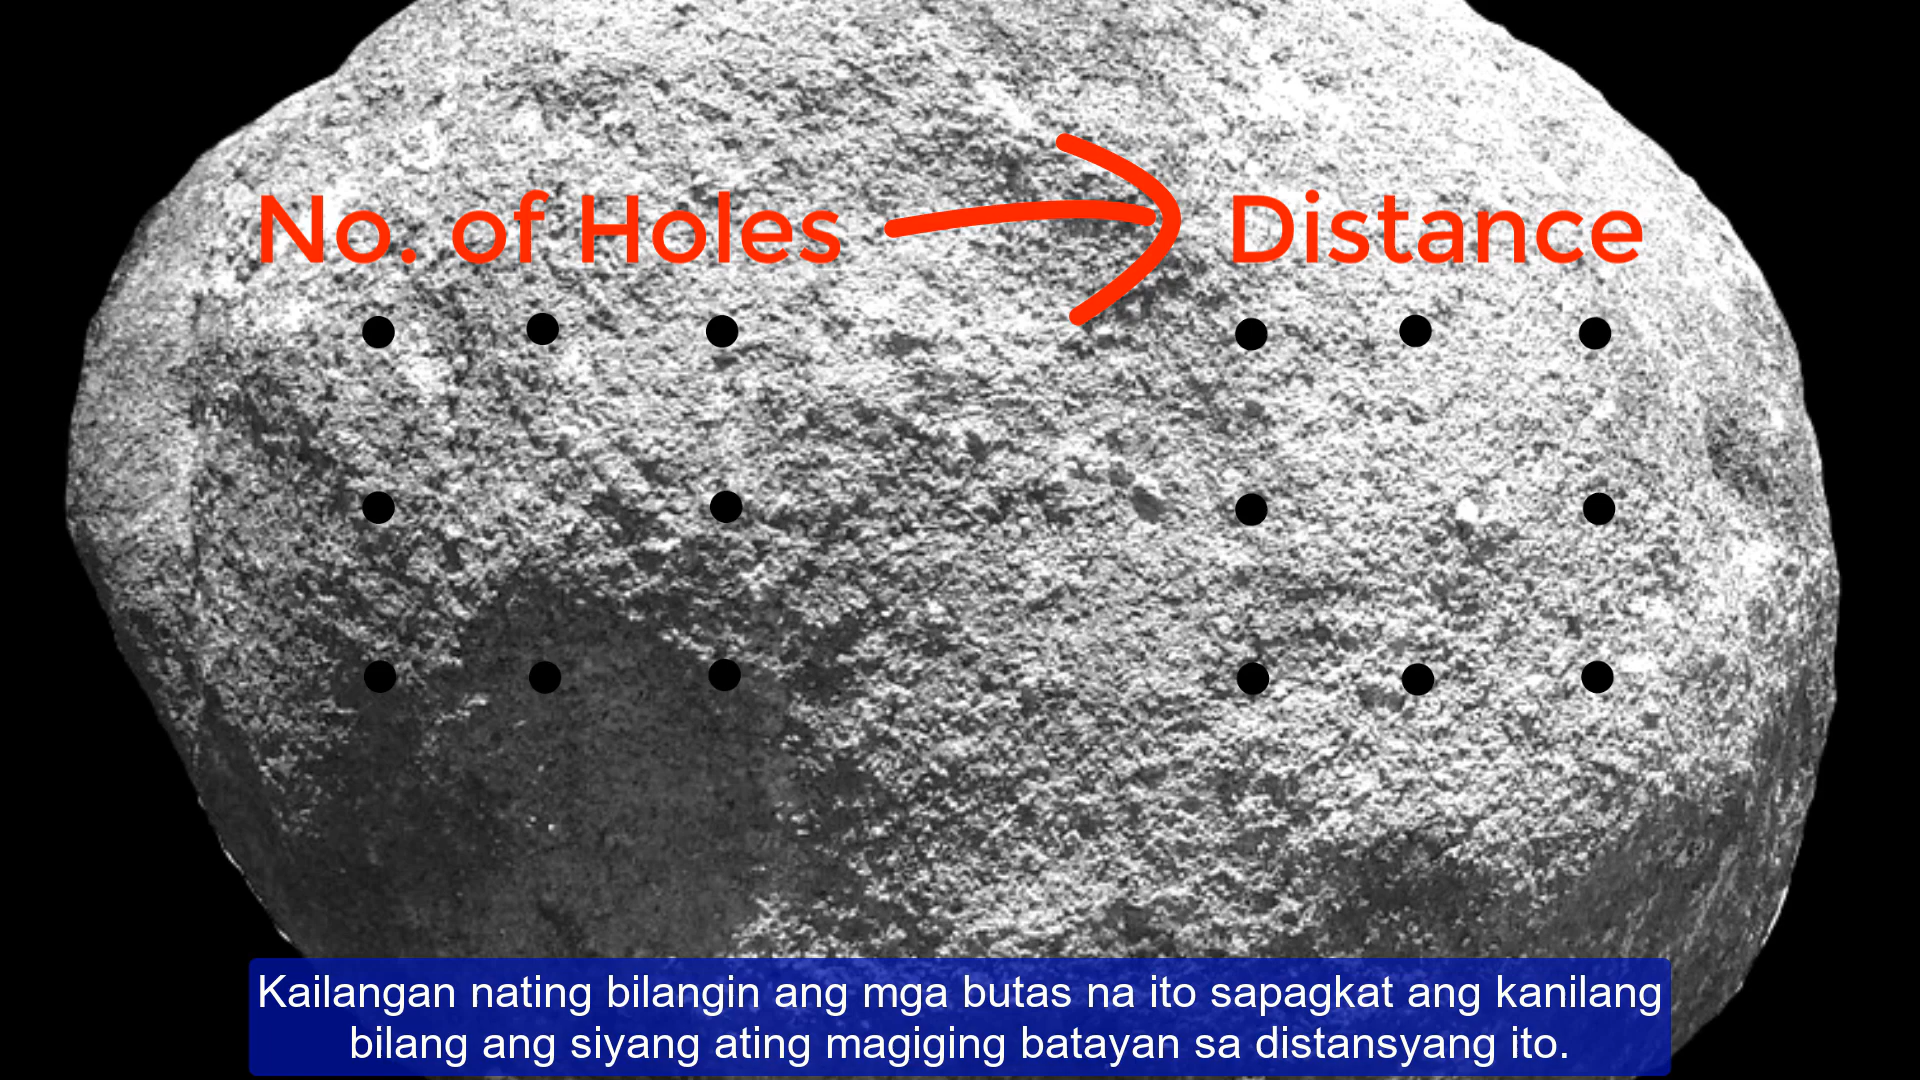 No. of Holes Distance
Kailangan nating bilangin ang mga butas na ito sapagkat ang kanilang
bilang ang siyang ating magiging batayan sa distansyang ito.